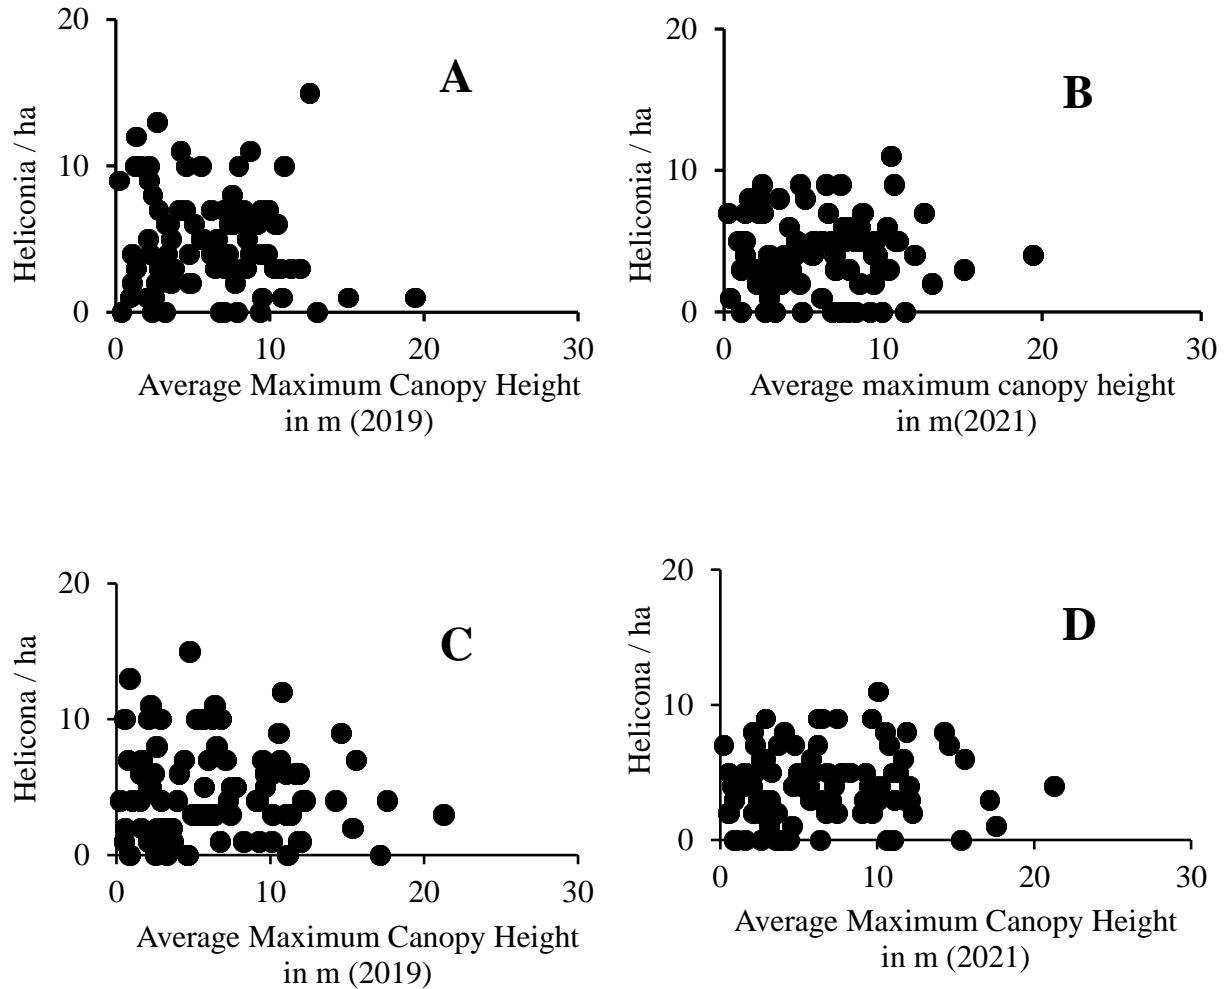 20
A
Heliconia / ha
10
0
0 10 20 30
Average Maximum Canopy Height
in m (2019)
20
B
Heliconia / ha
10
0
0 10 20 30
Average maximum canopy height
in m(2021)
20
C
Helicona / ha
10
0
0 10 20 30
Average Maximum Canopy Height
in m (2019)
20
D
Helicona / ha
10
0
0 10 20 30
Average Maximum Canopy Height
in m (2021)